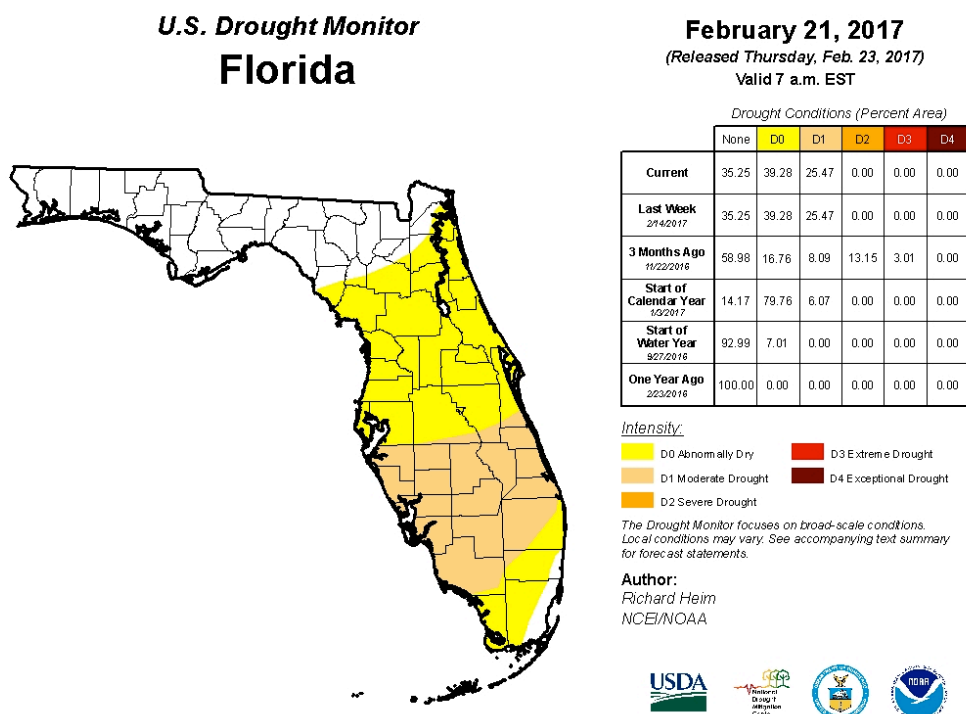 U.S. Drought Monitor
Florida
February 21, 2017
(Released Thursday, Feb. 23, 2017)
Valid 7 a.m. EST
Drought Conditions (Percent Area)
None D0 D1 D2 D3 D4
Current 35.25 39.28 25.47 0.00 0.00 0.00
Last Week 2/14/2017 35.25 39.28 25.47 0.00 0.00 0.00
3 Months Ago 11/22/2016 58.98 16.76 8.09 13.15 3.01 0.00
Start of Calendar Year 1/3/2017 14.17 79.76 6.07 0.00 0.00 0.00
Start of Water Year 9/27/2016 92.99 7.01 0.00 0.00 0.00 0.00
One Year Ago 2/23/2016 100.00 0.00 0.00 0.00 0.00 0.00
Intensity:
D0 Abnormally Dry D3 Extreme Drought
D1 Moderate Drought D4 Exceptional Drought
D2 Severe Drought
The Drought Monitor focuses on broad-scale conditions.
Local conditions may vary. See accompanying text summary
for forecast statements.
Author:
Richard Heim
NCEI/NOAA
USDA
National
Drought
Mitigation
NOAA